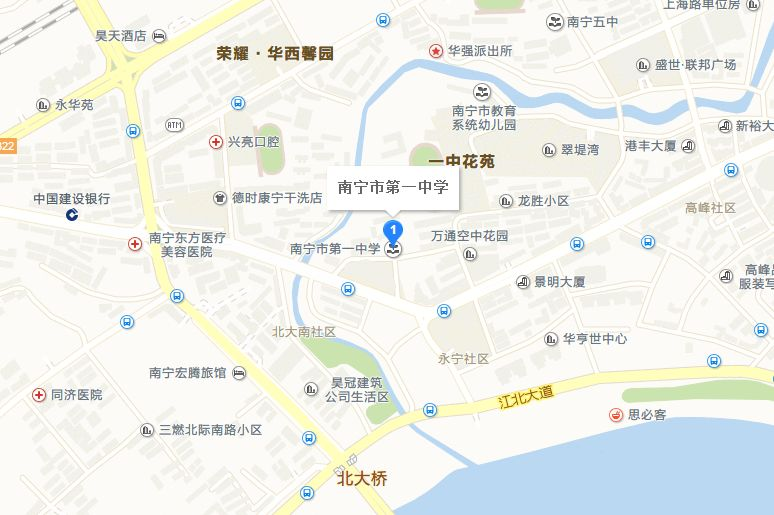 上海路单位房
南宁五中
昊天酒店
荣耀·华西馨园
华强派出所
盛世·联邦广场
永华苑
南宁市教育
系统幼儿园
ATM
新裕大
322
兴亮口腔
翠堤湾
港丰大厦
一中花苑
南宁市第一中学
中国建设银行
德时康宁干洗店
龙胜小区
高峰社区
1
南宁东方医疗
美容医院
南宁市第一中学
万通空中花园
高峰
服装写
景明大厦
北大南社区
华亨世中心
永宁社区
南宁宏腾旅馆
昊冠建筑
公司生活区
同济医院
江北大道
思必客
三燃北际南路小区
北大桥